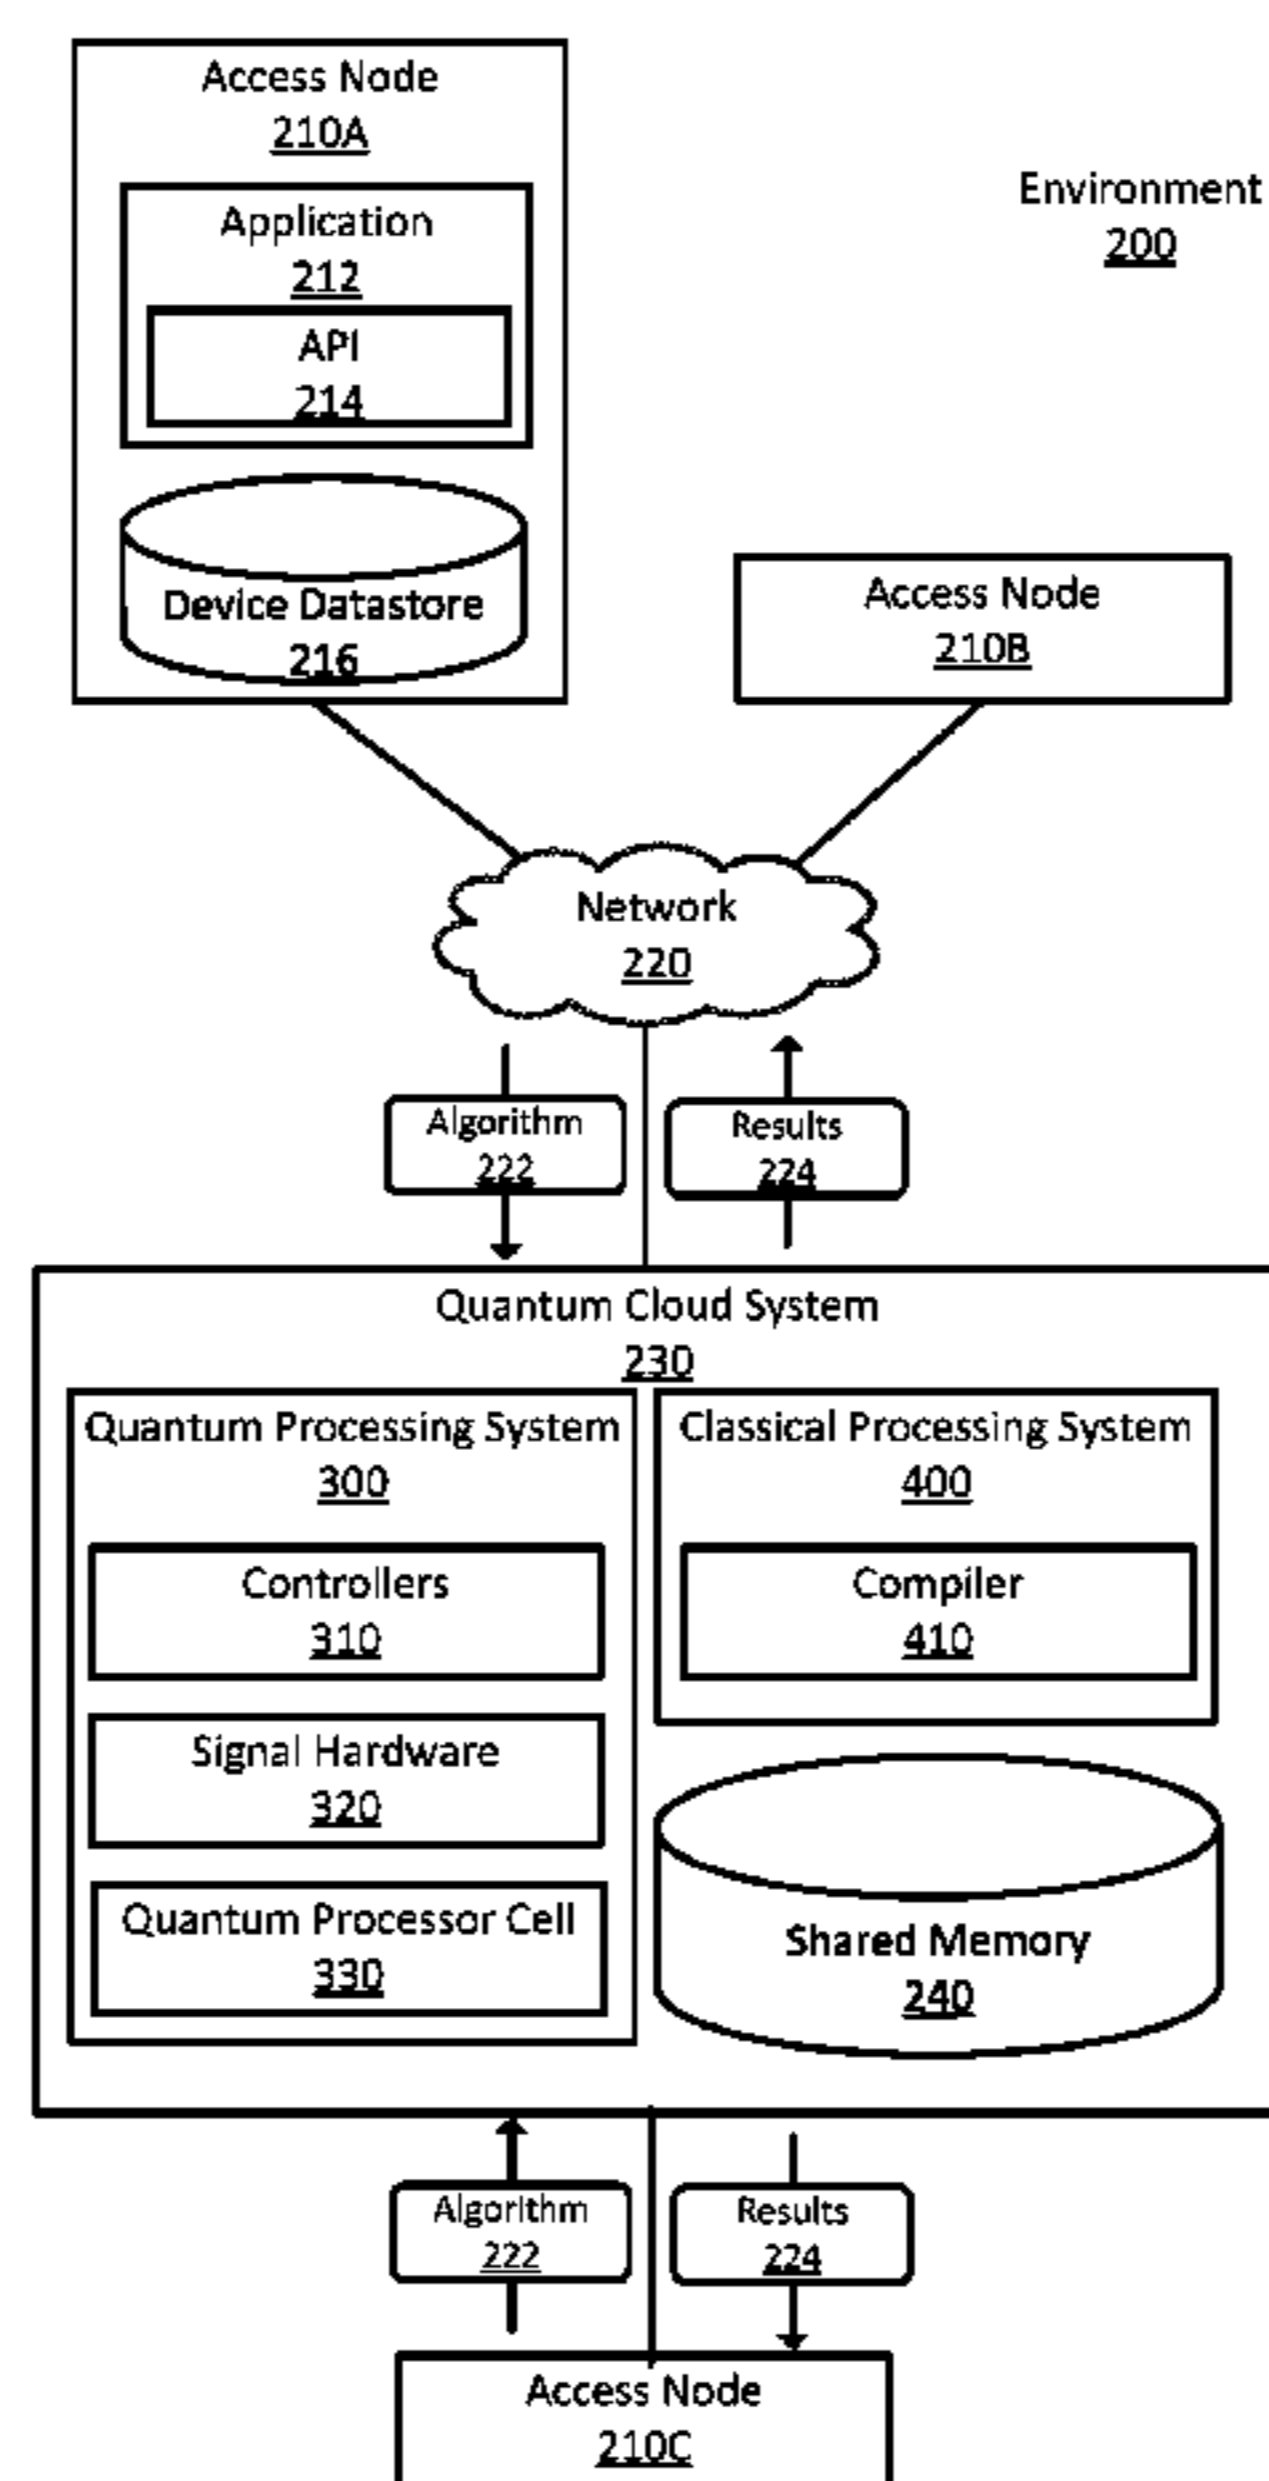 Access Node
210A
Application
212
API
214
Device Datastore
216
Environment
200
Access Node
210B
Network
220
Algorithm
222
Results
224
Quantum Cloud System
230
Quantum Processing System
300
Controllers
310
Signal Hardware
320
Quantum Processor Cell
330
Classical Processing System
400
Compiler
410
Shared Memory
240
Algorithm
222
Results
224
Access Node
210C